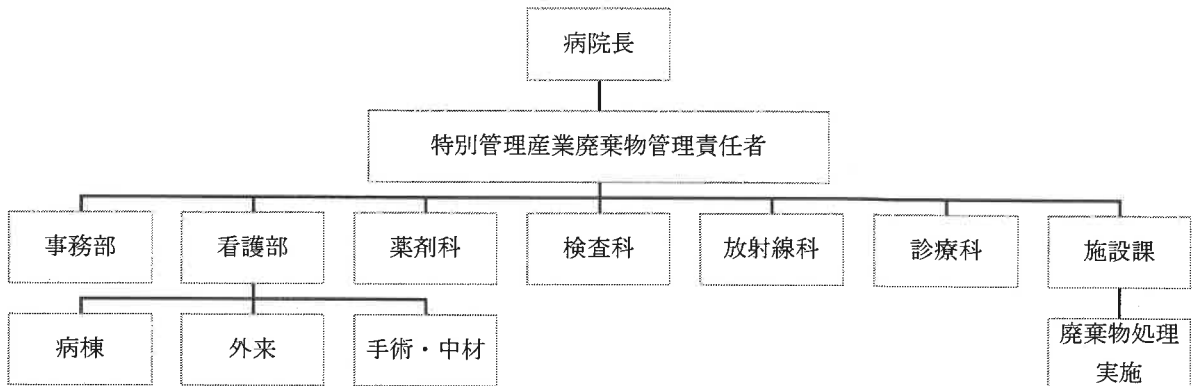 病院長
特別管理産業廃棄物管理責任者
事務部
看護部
薬剤科
検査科
放射線科
診療科
施設課
病棟
外来
手術・中材
廃棄物処理
実施